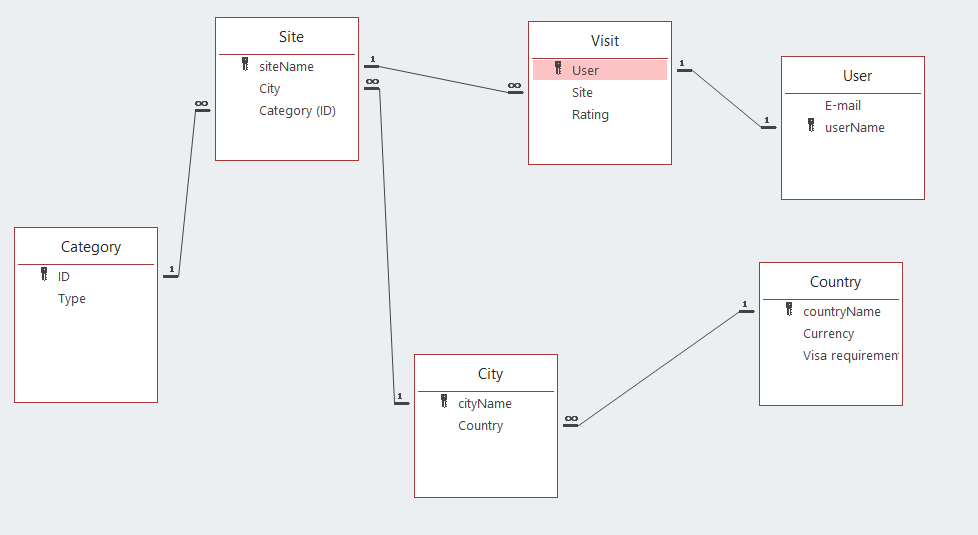 Site
siteName
City
Category (ID)
1
∞
∞
Visit
User
Site
Rating
∞
1
User
E-mail
userName
1
Category
ID
Type
1
Country
countryName
Currency
Visa requiremen
1
City
cityName
Country
1
∞